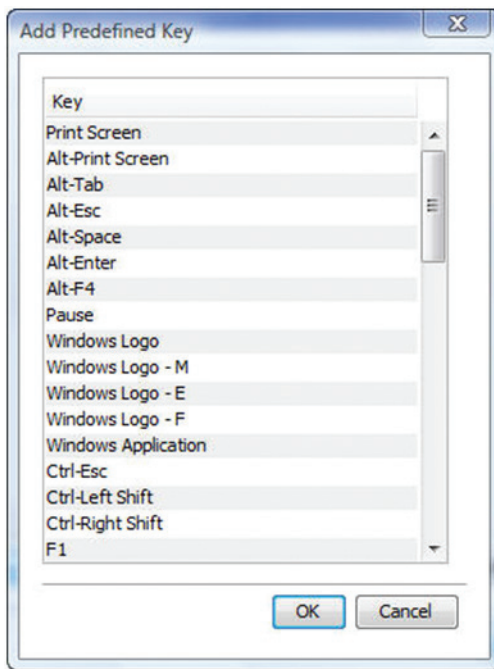 Add Predefined Key
Key
Print Screen
Alt-Print Screen
Alt-Tab
Alt-Esc
Alt-Space
Alt-Enter
Alt-F4
Pause
Windows Logo
Windows Logo - M
Windows Logo - E
Windows Logo - F
Windows Application
Ctrl-Esc
Ctrl-Left Shift
Ctrl-Right Shift
F1
OK Cancel